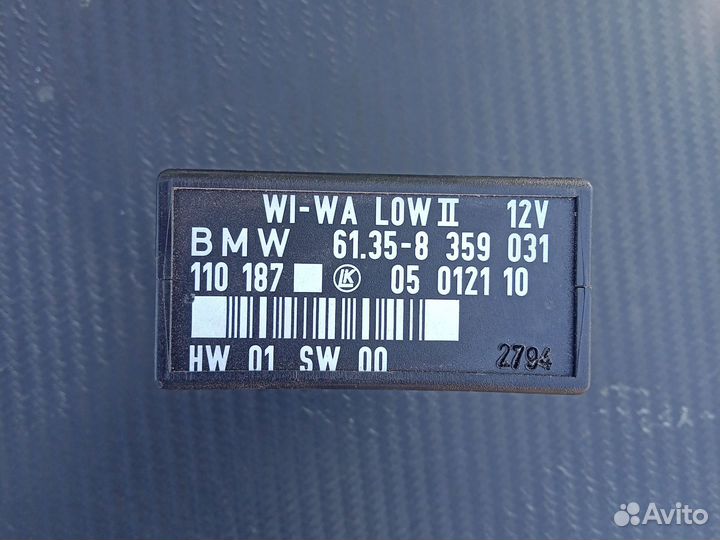 WI-WA LOW II 12V
BMW 61.35-8 359 031
110 187 LK 05 0121 10
HW 01 SW 00 2794
Avito